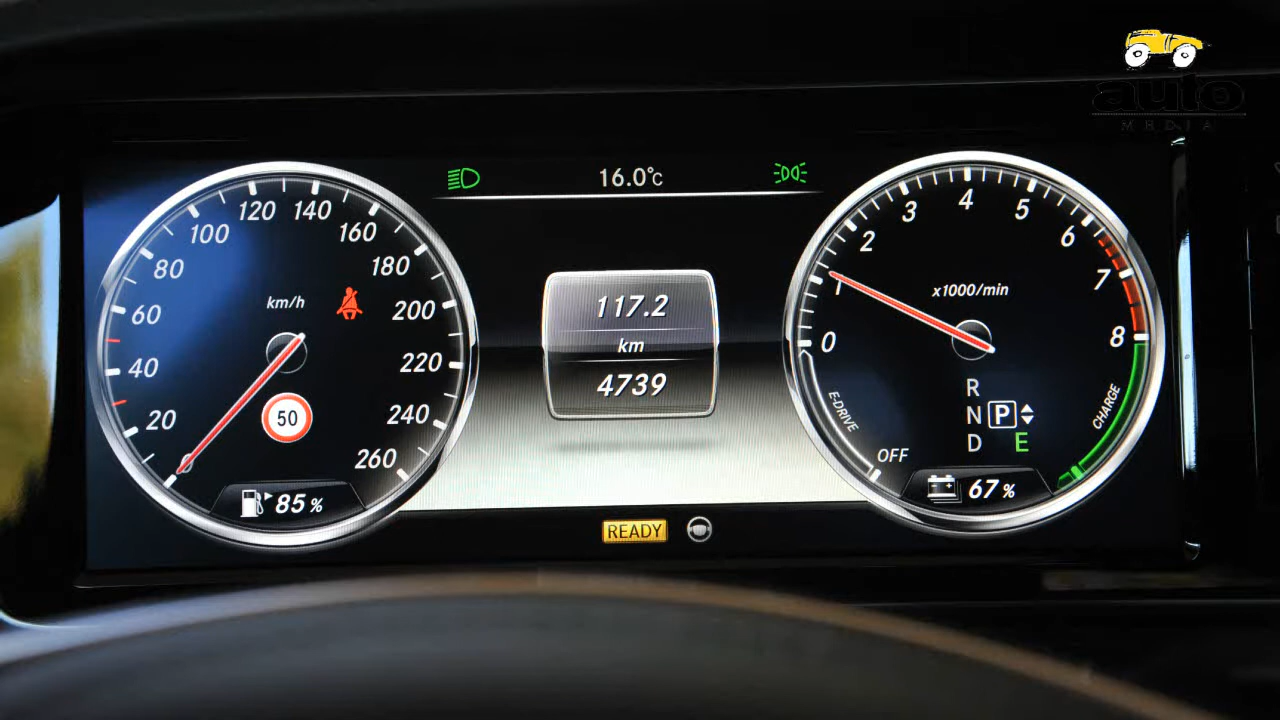 auto
MEDIA
16.0°c
20
40
60
80
100
120
140
160
180
200
220
240
260
km/h
0
50
85 %
117.2
km
4739
READY
0
1
2
3
4
5
6
7
8
x1000/min
R
N P
D E
E-DRIVE
OFF
CHARGE
67 %